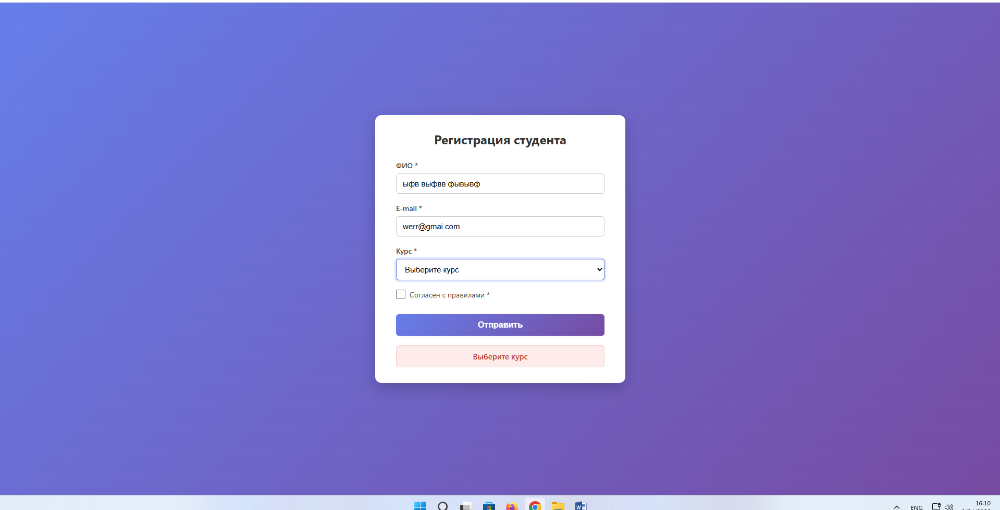 Регистрация студента
ФИО *
ыфв выфвв фывывф
E-mail *
werr@gmai.com
Курс *
Выберите курс
Согласен с правилами *
Отправить
Выберите курс
ENG
16:10